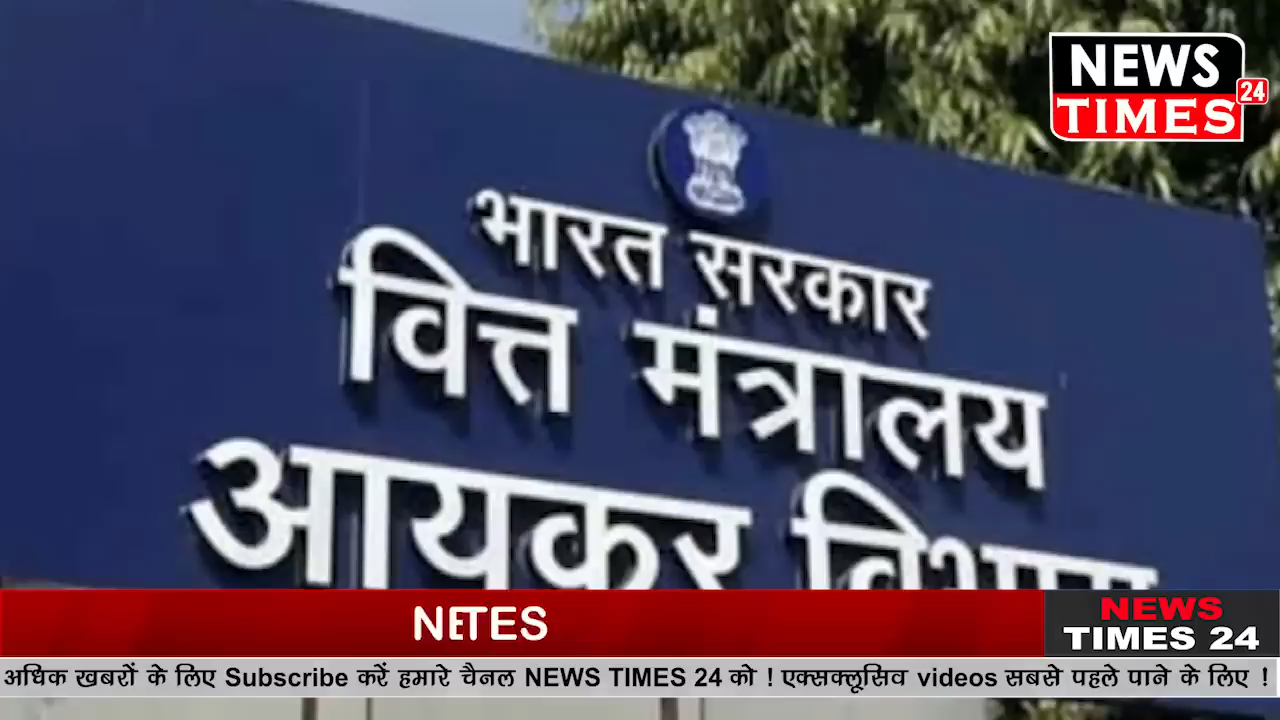 NEWS
TIMES
24
भारत सरकार
वित्त मंत्रालय
आयकर विभाग
NEWS
TIMES 24
अधिक खबरों के लिए Subscribe करें हमारे चैनल NEWS TIMES 24 को ! एक्सक्लूसिव videos सबसे पहले पाने के लिए !